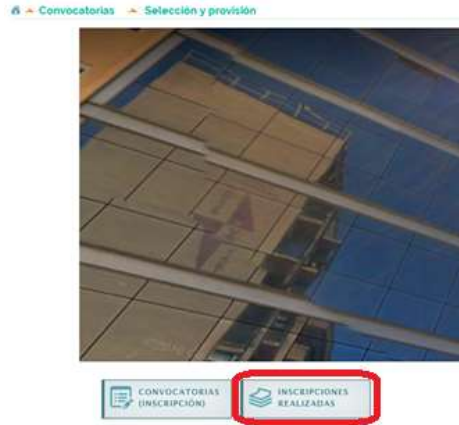 Convocatorias Selección y provisión
CONVOCATORIAS
(INSCRIPCIÓN)
INSCRIPCIONES
REALIZADAS